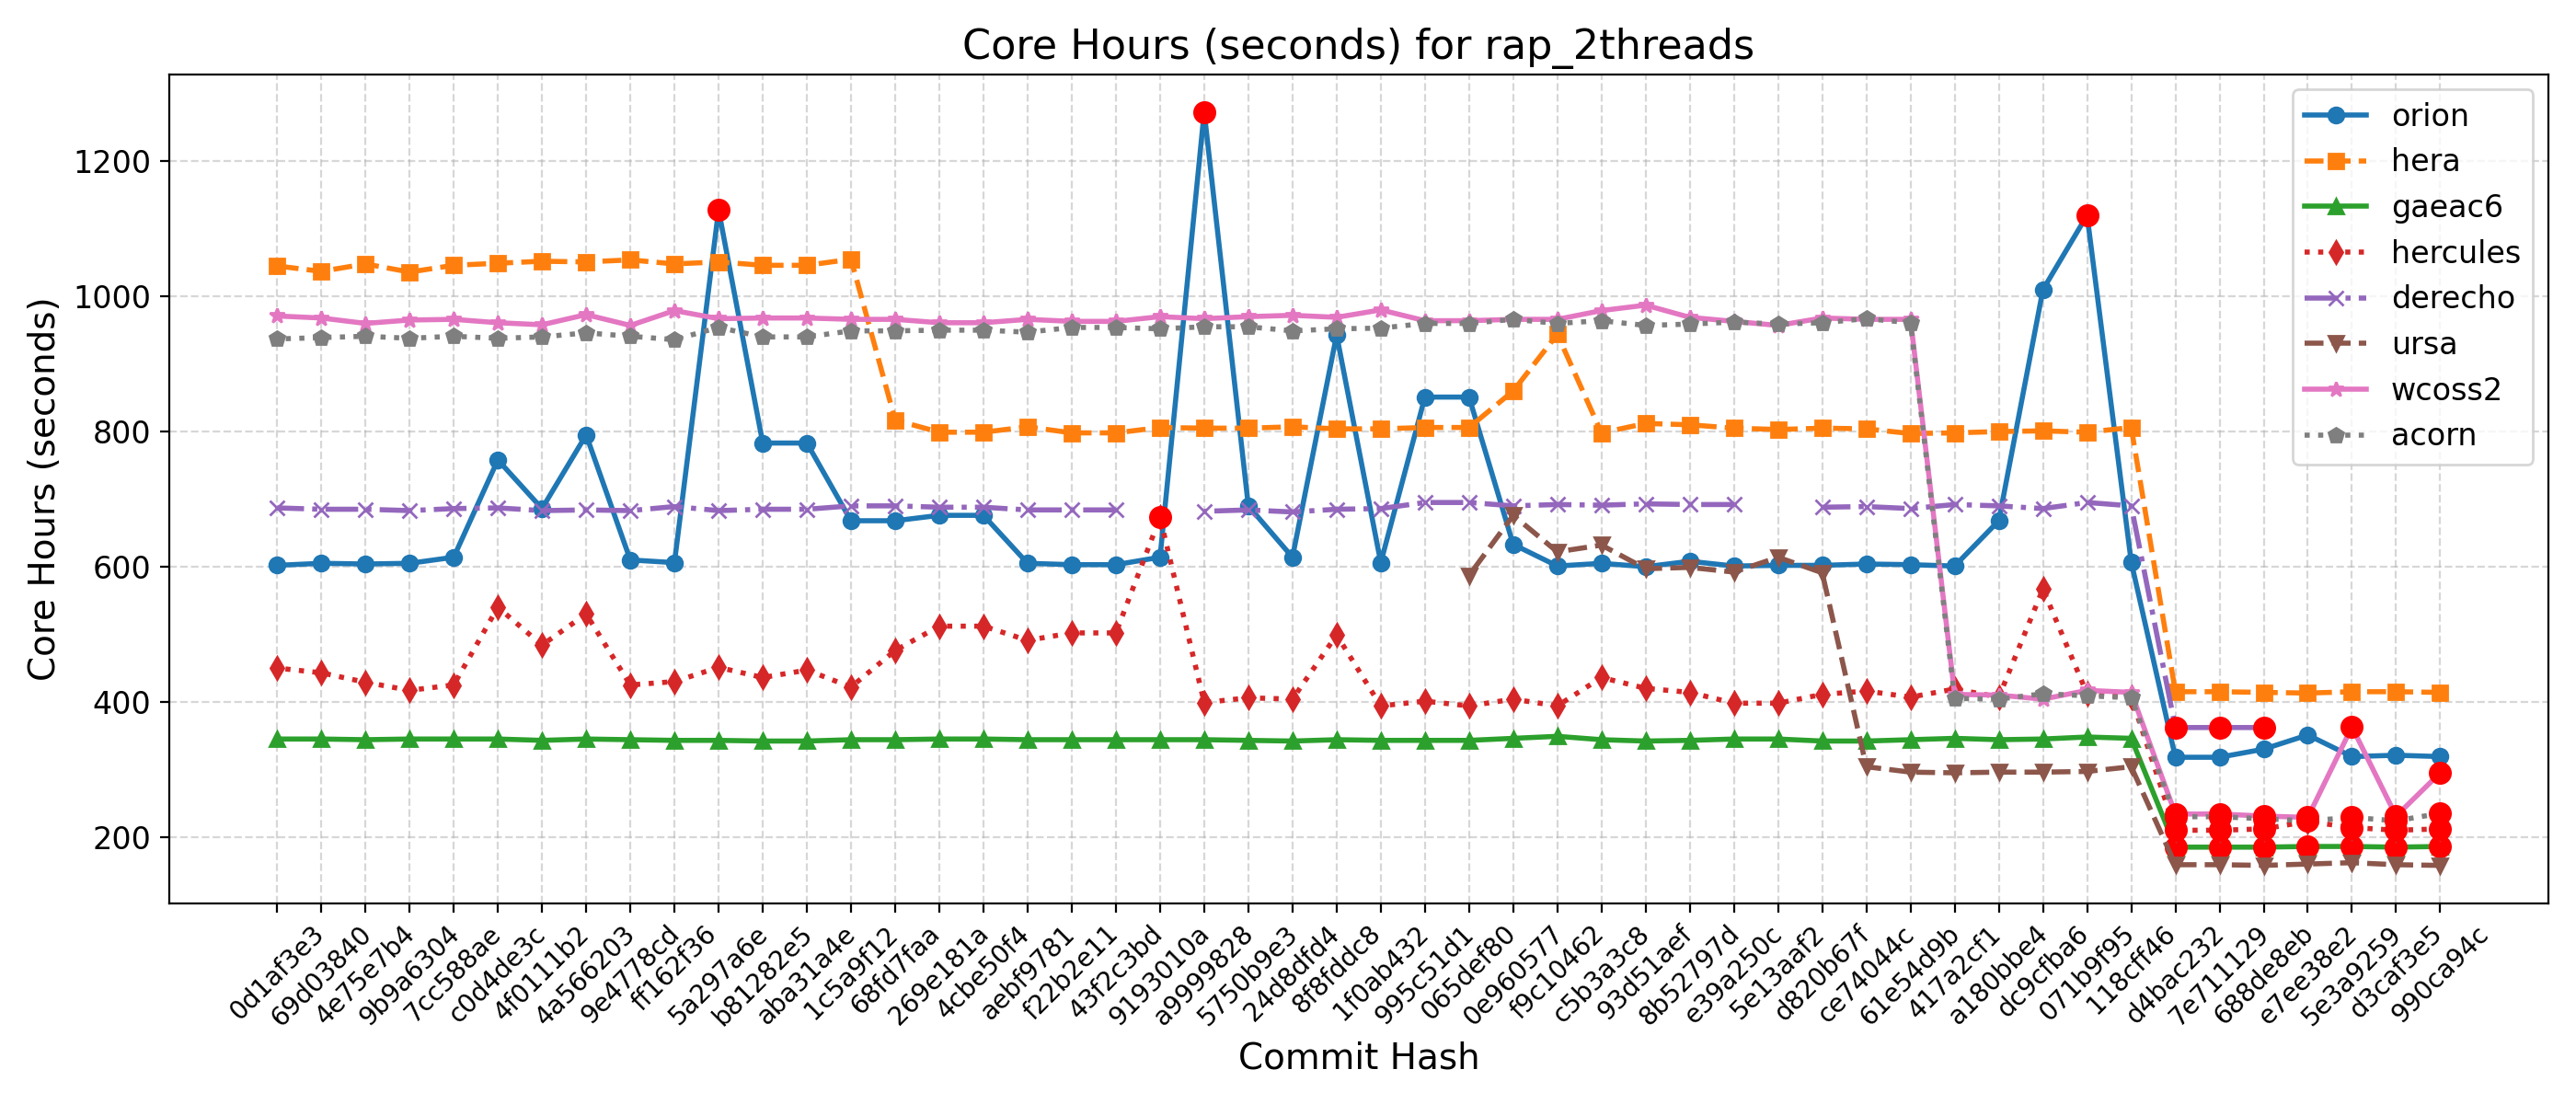 Core Hours (seconds) for rap_2threads
Core Hours (seconds)
1200
1000
800
600
400
200
orion
hera
gaeac6
hercules
derecho
ursa
wcoss2
acorn
0d1af3e3
69d03840
4e75e7b4
9b9a6304
7cc588ae
c0d4de3c
4f0111b2
4a566203
9e4778cd
ff162f36
5a297a6e
b81282e5
aba31a4e
1c5a9f12
68fd7faa
269e181a
4cbe50f4
aebf9781
f22b2e11
43f2c3bd
9193010a
a9999828
5750b9e3
24d8dfd4
8f8fddc8
1f0ab432
995c51d1
065def80
0e960577
f9c10462
c5b3a3c8
93d51aef
8b52797d
e39a250c
5e13aaf2
d820b67f
ce74044c
61e54d9b
417a2cf1
a180bbe4
dc9cfba6
071b9f95
118cff46
d4bac232
7e711129
688de8eb
e7ee38e2
5e3a9259
d3caf3e5
990ca94c
Commit Hash